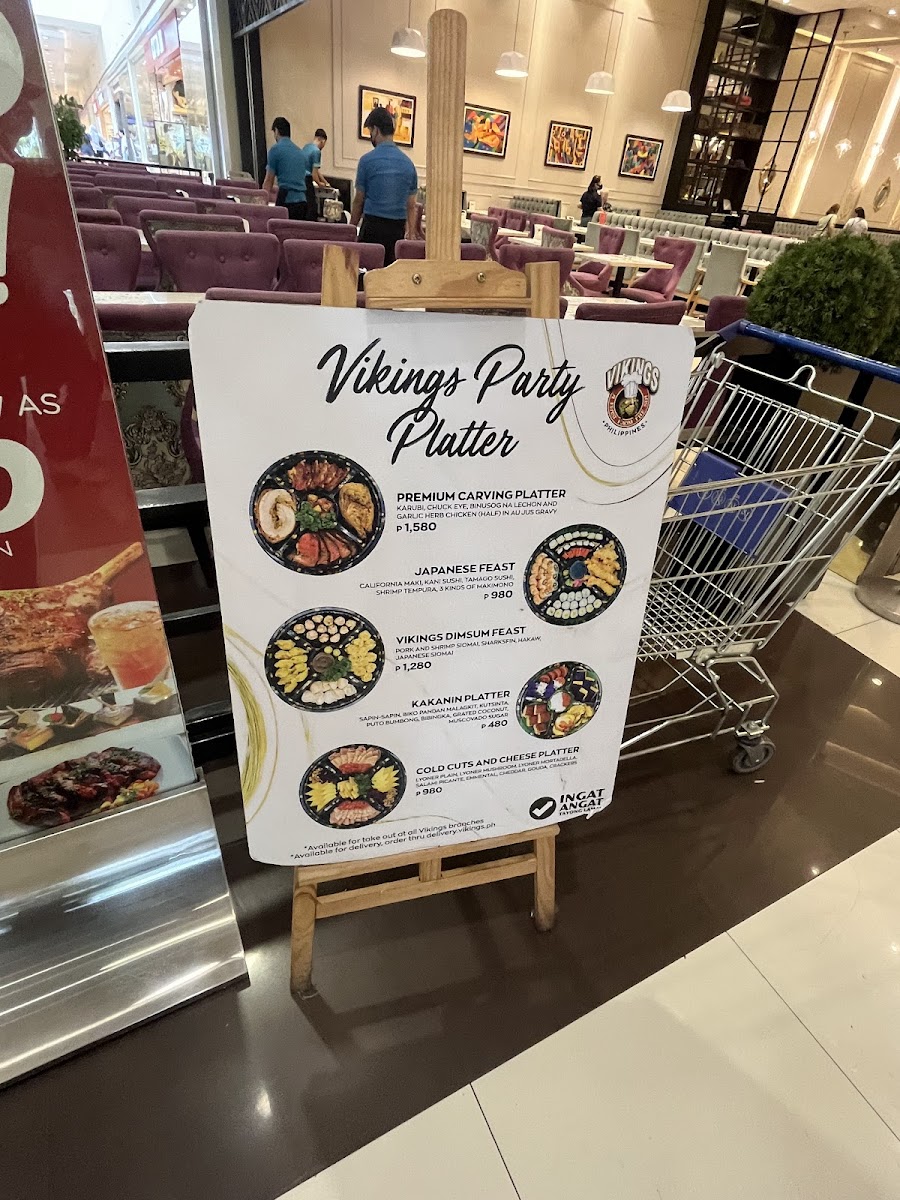 ! 
AS
N
Vikings Party
Platter
VIKINGS
PHILIPPINES
PREMIUM CARVING PLATTER
KARUBI, CHUCK EYE, BINUSOG NA LECHON AND
GARLIC HERB CHICKEN (HALF) IN AU JUS GRAVY
₱ 1,580
JAPANESE FEAST
CALIFORNIA MAKI, KANI SUSHI, TAMAGO SUSHI,
SHRIMP TEMPURA, 3 KINDS OF MAKIMONO
₱ 980
VIKINGS DIMSUM FEAST
PORK AND SHRIMP SIOMAI, SHARKSFIN, HAKAW,
JAPANESE SIOMAI
₱ 1,280
KAKANIN PLATTER
SAPIN-SAPIN, BIKO PANDAN MALAGKIT, KUTSINTA,
PUTO BUMBONG, BIBINGKA, GRATED COCONUT,
MUSCOVADO SUGAR
₱ 480
COLD CUTS AND CHEESE PLATTER
LYONER PLAIN, LYONER MUSHROOM, LYONER MORTADELLA,
SALAMI PICANTE, EMMENTAL, CHEDDAR, GOUDA, CRACKERS
₱ 980
*Available for take out at all Vikings branches
*Available for delivery, order thru delivery.vikings.ph
INGAT
ANGAT
TAYONG LAHAT